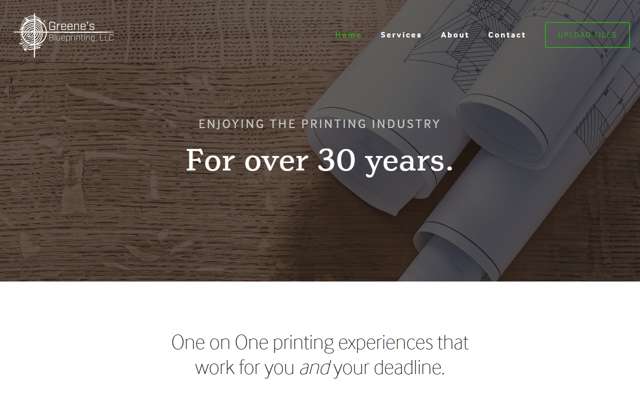 Greene's
Blueprinting, LLC
Home Services About Contact UPLOAD FILES
ENJOYING THE PRINTING INDUSTRY
For over 30 years.
One on One printing experiences that
work for you and your deadline.